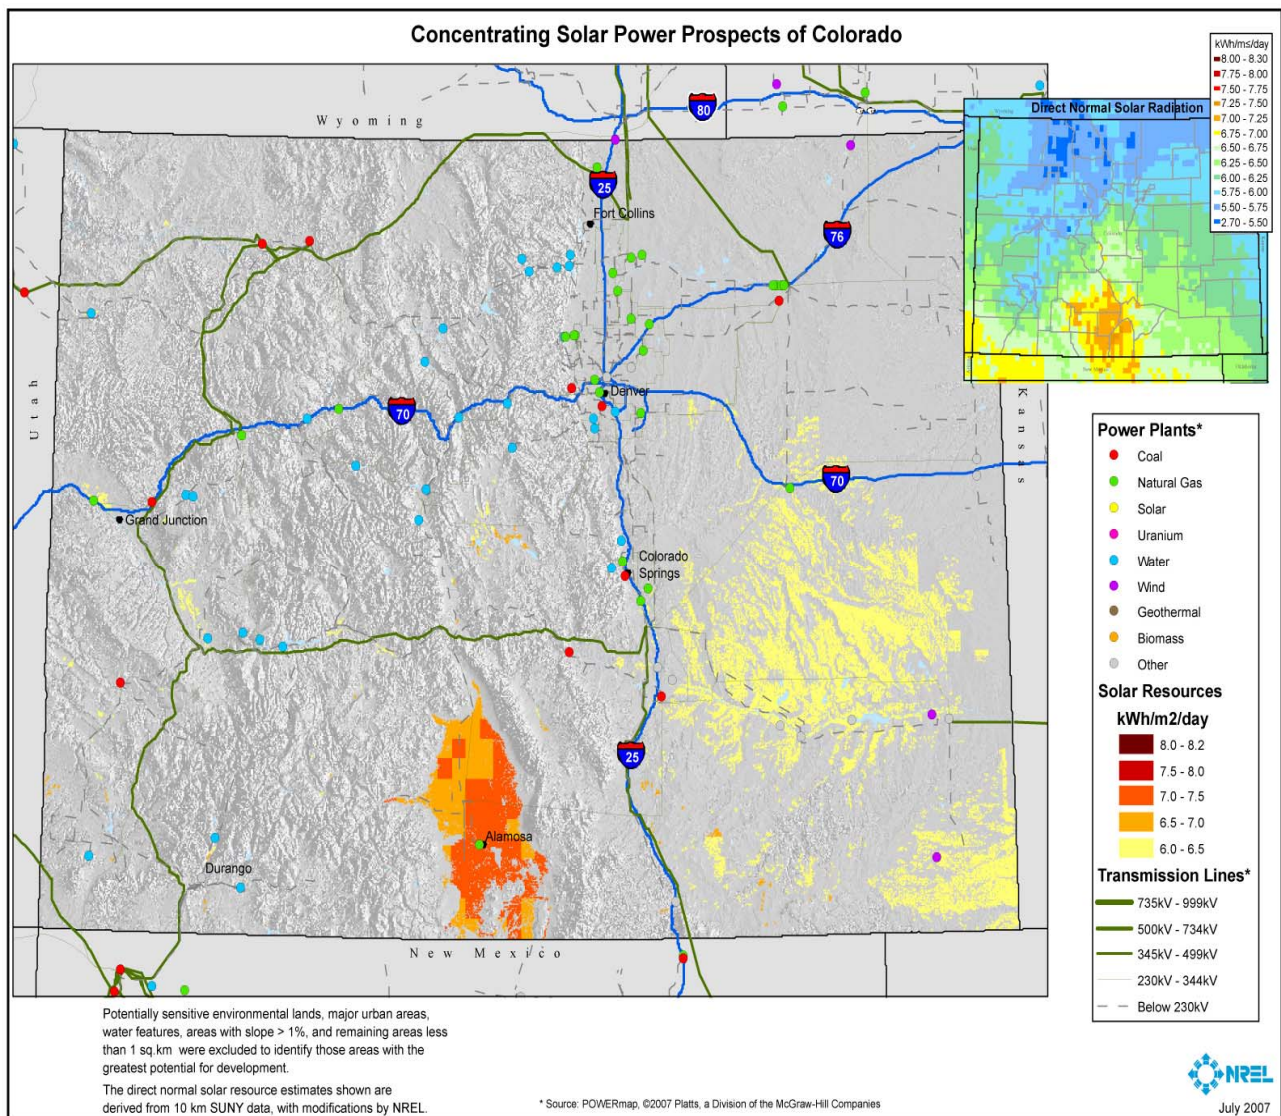 Concentrating Solar Power Prospects of Colorado
kWh/m≤/day
8.00 - 8.30
7.75 - 8.00
7.50 - 7.75
7.25 - 7.50
7.00 - 7.25
6.75 - 7.00
6.50 - 6.75
6.25 - 6.50
6.00 - 6.25
5.75 - 6.00
5.50 - 5.75
2.70 - 5.50
Direct Normal Solar Radiation
Wyoming
80
25
Fort Collins
76
Utah
Denver
70
Kansas
70
Grand Junction
Colorado
Springs
25
Alamosa
Durango
New Mexico
Power Plants*
Coal
Natural Gas
Solar
Uranium
Water
Wind
Geothermal
Biomass
Other
Solar Resources
kWh/m2/day
8.0 - 8.2
7.5 - 8.0
7.0 - 7.5
6.5 - 7.0
6.0 - 6.5
Transmission Lines*
735kV - 999kV
500kV - 734kV
345kV - 499kV
230kV - 344kV
Below 230kV
Potentially sensitive environmental lands, major urban areas,
water features, areas with slope > 1%, and remaining areas less
than 1 sq.km were excluded to identify those areas with the
greatest potential for development.
The direct normal solar resource estimates shown are
derived from 10 km SUNY data, with modifications by NREL.
* Source: POWERmap, ©2007 Platts, a Division of the McGraw-Hill Companies
NREL
July 2007